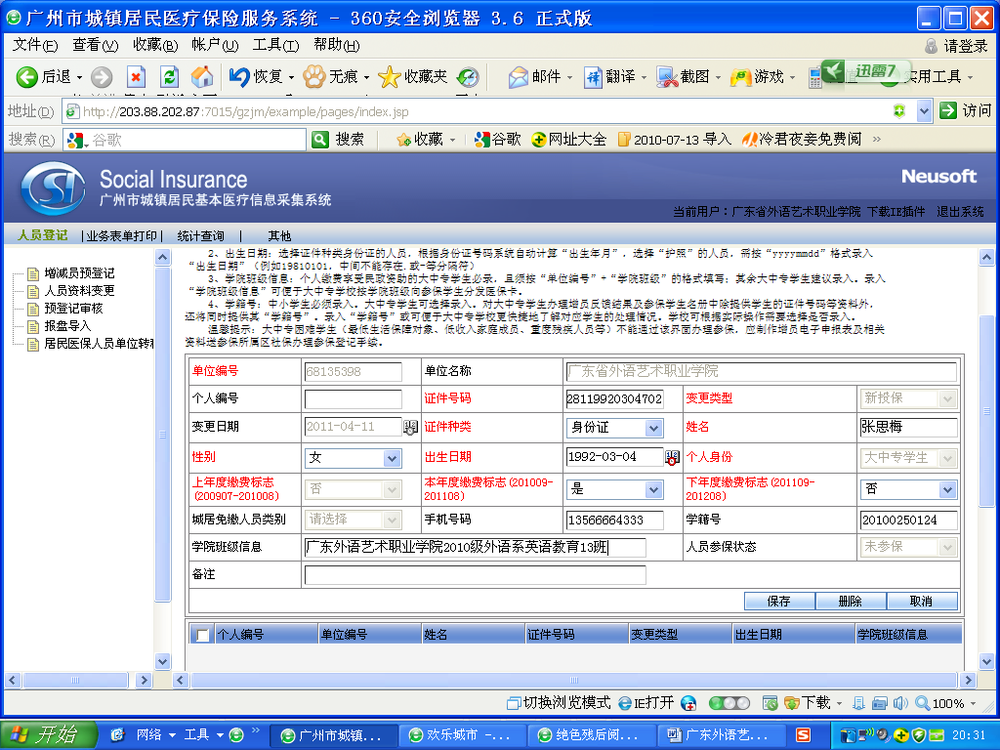 广州市城镇居民医疗保险服务系统 - 360安全浏览器 3.6 正式版
文件(F) 查看(V) 收藏(B) 帐户(U) 工具(T) 帮助(H) 请登录
后退 恢复 无痕 收藏夹 邮件 翻译 截图 游戏 迅雷7 实用工具
地址(D) http://203.88.202.87:7015/gzjm/example/pages/index.jsp 访问
搜索(R) 谷歌 搜索 收藏 谷歌 网址大全 2010-07-13 导入 冷君夜妾免费阅 »
Social Insurance
广州市城镇居民基本医疗信息采集系统
Neusoft
当前用户：广东省外语艺术职业学院 下载IE插件 退出系统
人员登记 |业务表单打印| 统计查询 | 其他
增减员预登记
人员资料变更
预登记审核
报盘导入
居民医保人员单位转移
2、出生日期：选择证件种类身份证的人员，根据身份证号码系统自动计算“出生年月”，选择“护照”的人员，需按“yyyymmdd”格式录入
“出生日期”（例如19810101，中间不能存在.或-等分隔符）
3、学院班级信息：个人缴费享受民政资助的大中专学生必录，且须按“单位编号”+“学院班级”的格式填写；其余大中专学生建议录入。录入
“学院班级信息”可便于大中专学校按学院班级向参保学生分发医保卡。
4、学籍号：中小学生必须录入。大中专学生可选择录入。对大中专学生办理增员反馈结果及参保学生名册中除提供学生的证件号码等资料外，
还将同时提供其“学籍号”。录入“学籍号”或可便于大中专学校更快捷地了解对应学生的处理情况。学校可根据实际操作需要选择是否录入。
温馨提示：大中专困难学生（最低生活保障对象、低收入家庭成员、重度残疾人员等）不能通过该界面办理参保，应制作增员电子申报表及相关
资料送参保所属区社保办理参保登记手续。
单位编号 68135398 单位名称 广东省外语艺术职业学院
个人编号 证件号码 28119920304702 变更类型 新投保
变更日期 2011-04-11 证件种类 身份证 姓名 张思梅
性别 女 出生日期 1992-03-04 个人身份 大中专学生
上年度缴费标志(200907-201008) 否 本年度缴费标志(201009-201108) 是 下年度缴费标志(201109-201208) 否
城居免缴人员类别 请选择 手机号码 13566664333 学籍号 20100250124
学院班级信息 广东外语艺术职业学院2010级外语系英语教育13班 人员参保状态 未参保
备注
保存 删除 取消
个人编号 单位编号 姓名 证件号码 变更类型 出生日期 学院班级信息
切换浏览模式 IE打开 下载 100%
开始 网络 工具 » 广州市城镇... 欢乐城市 -... 绝色残后阅... 广东外语艺... 20:31